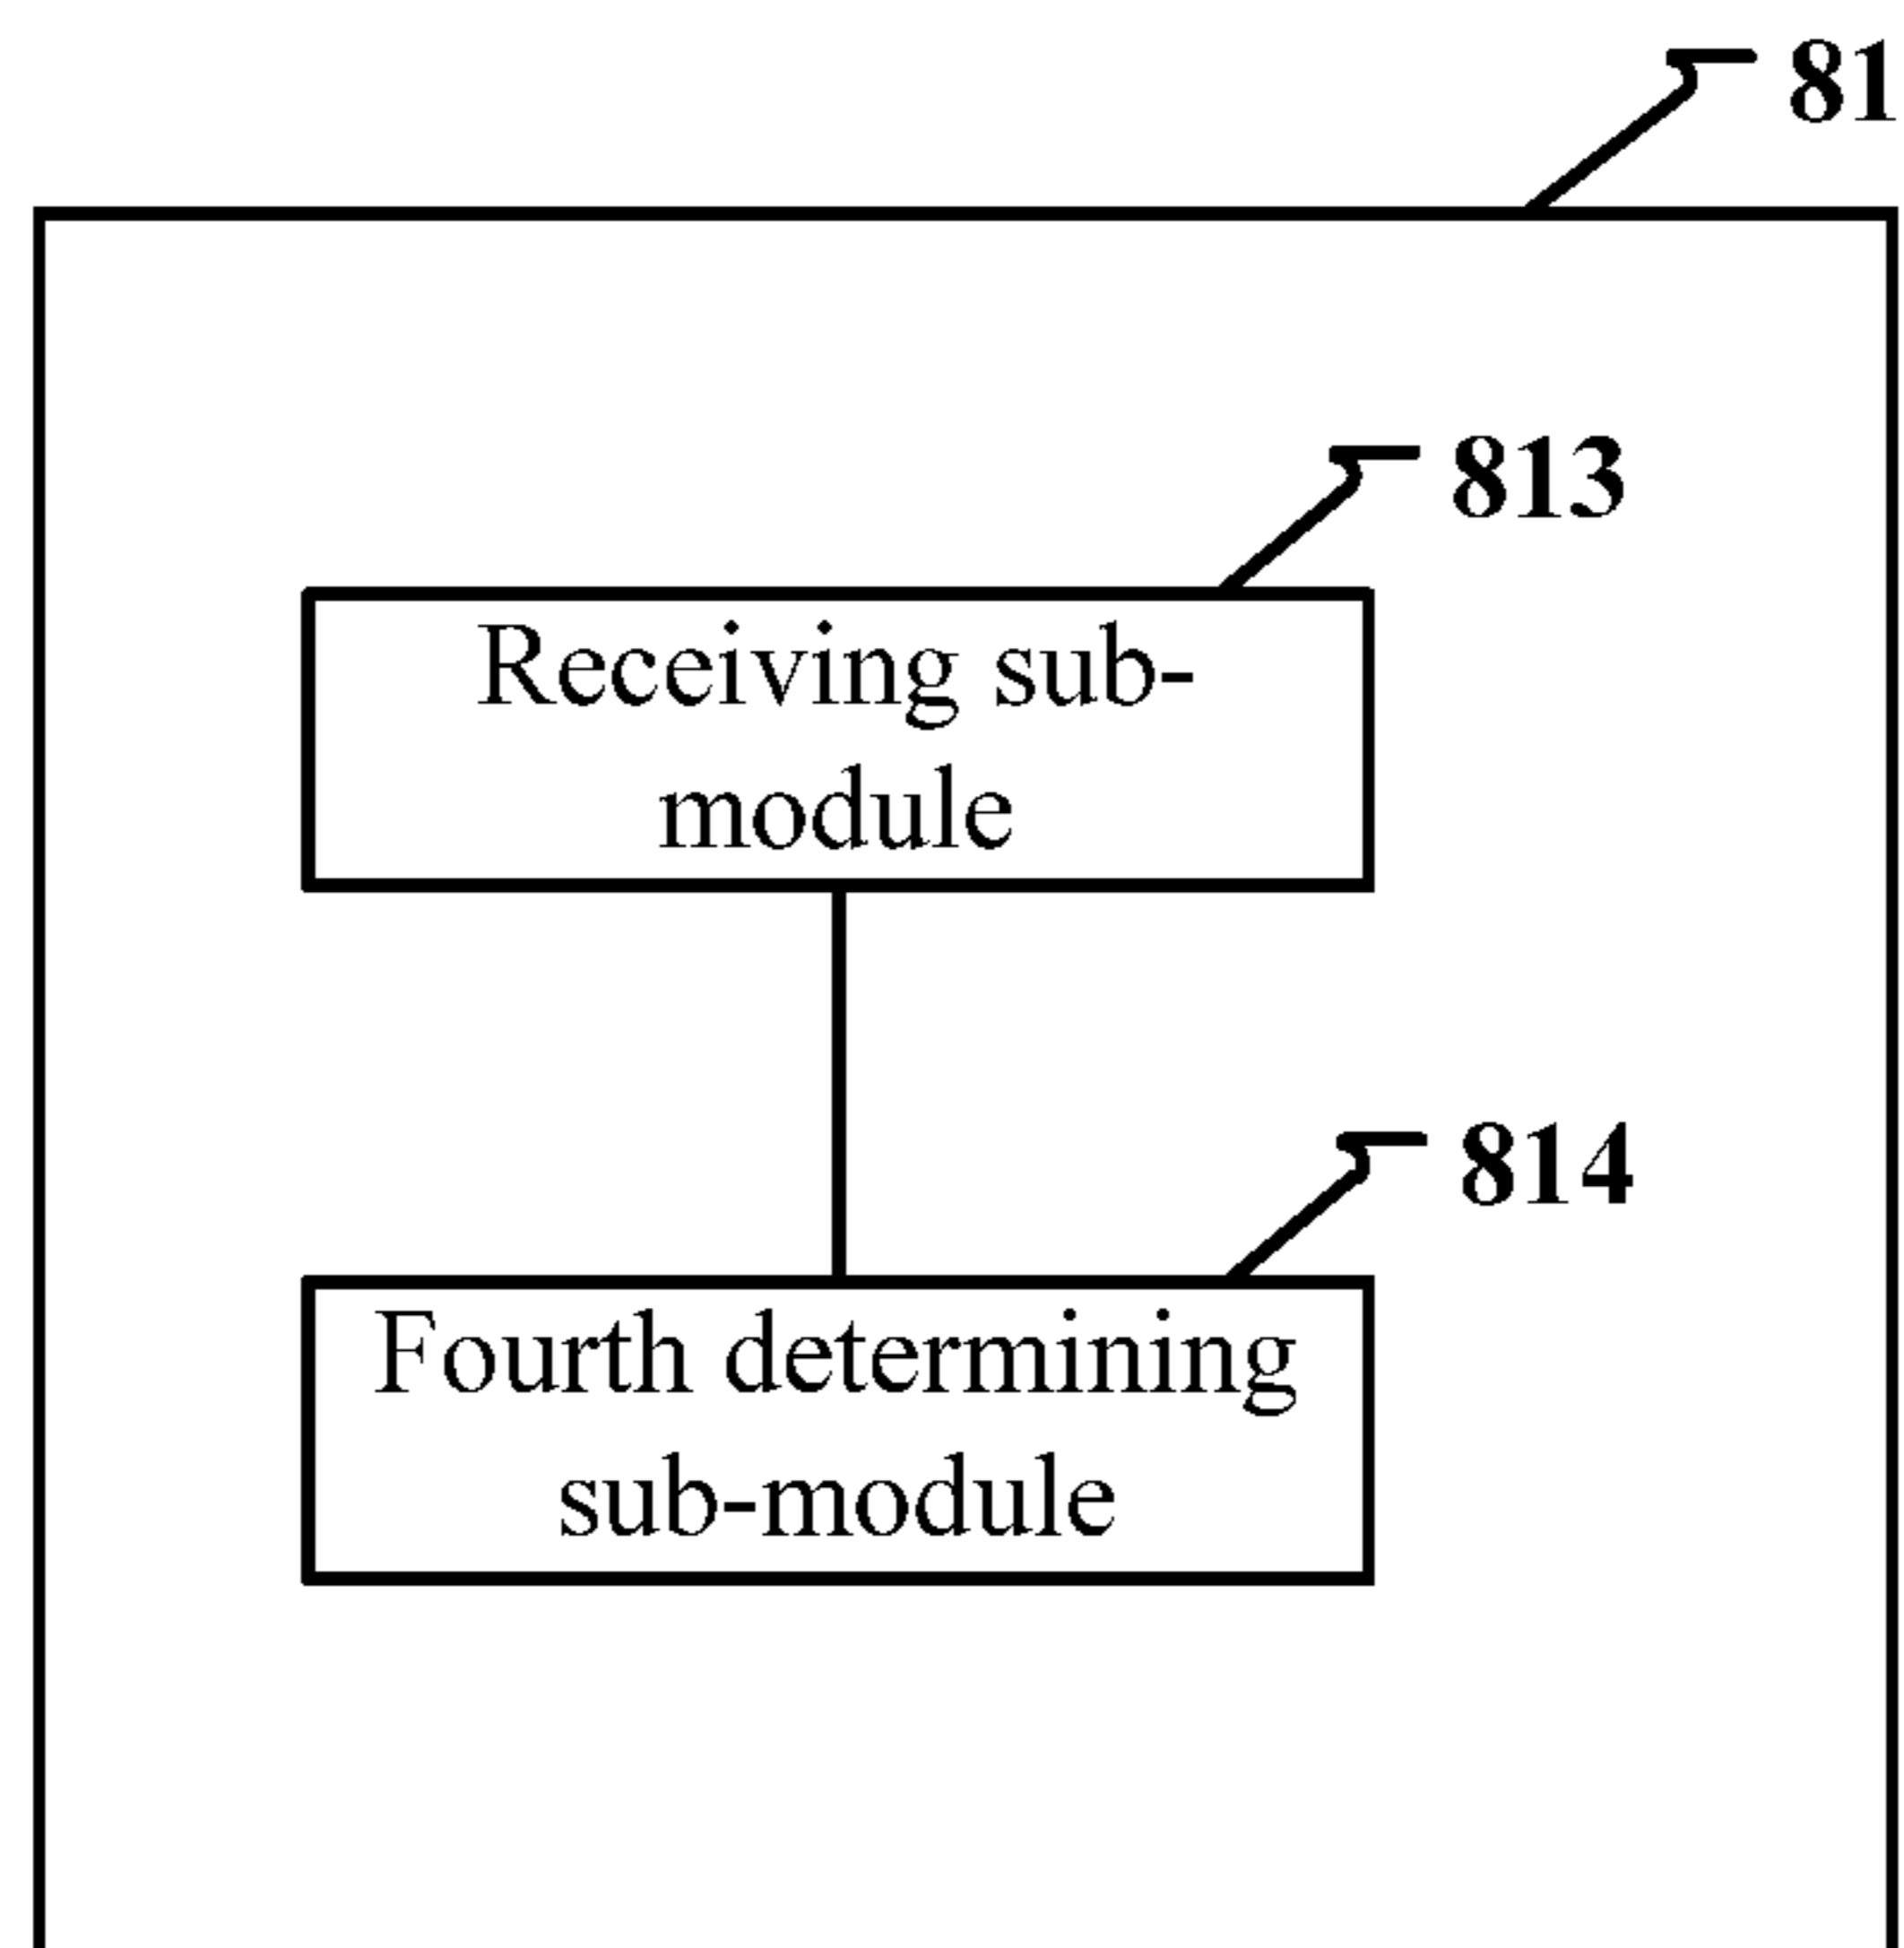 81
813
Receiving sub-
module
814
Fourth determining
sub-module